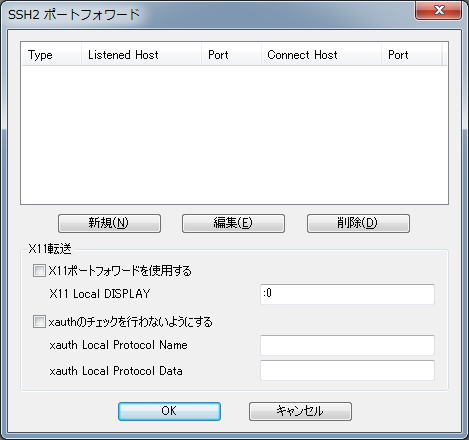 SSH2 ポートフォワード
Type Listened Host Port Connect Host Port
新規(N) 編集(E) 削除(D)
X11転送
X11ポートフォワードを使用する
X11 Local DISPLAY :0
xauthのチェックを行わないようにする
xauth Local Protocol Name
xauth Local Protocol Data
OK キャンセル